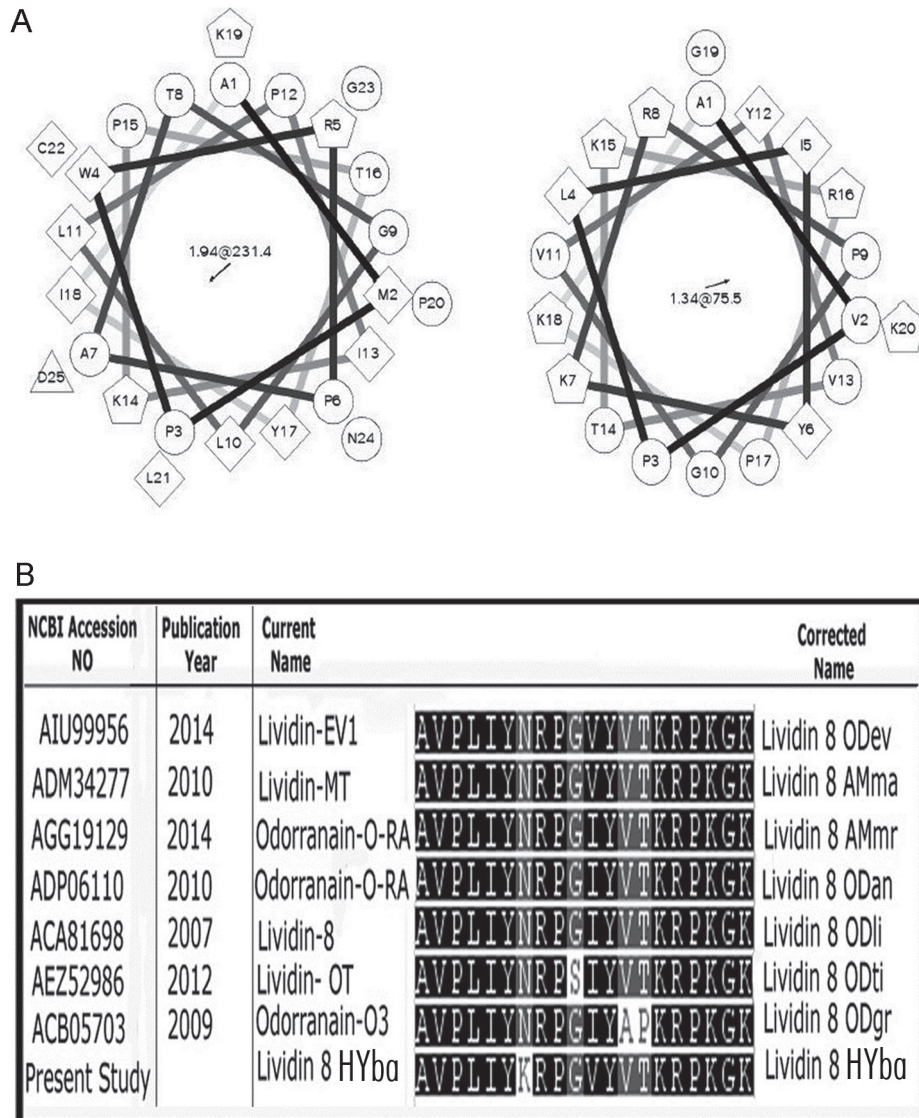 A
K19
A1
T8
P12
G23
P15
R5
C22
W4
T16
L11
G9
1.94@231.4
I18
M2
P20
A7
I13
D25
K14
P6
P3
L10
Y17
N24
L21
G19
A1
R8
Y12
K15
I5
L4
R16
V11
P9
1.34@75.5
K18
V2
K20
K7
V13
T14
Y6
P3
G10
P17
B
NCBI Accession NO
Publication Year
Current Name
Corrected Name
AIU99956 2014 Lividin-EV1 AVPLIYNRPGVYVTKRPKGK Lividin 8 ODev
ADM34277 2010 Lividin-MT AVPLIYNRPGVYVTKRPKGK Lividin 8 AMma
AGG19129 2014 Odorranain-O-RA AVPLIYNRPGIYVTKRPKGK Lividin 8 AMmr
ADP06110 2010 Odorranain-O-RA AVPLIYNRPGIYVTKRPKGK Lividin 8 ODan
ACA81698 2007 Lividin-8 AVPLIYNRPGIYVTKRPKGK Lividin 8 ODli
AEZ52986 2012 Lividin- OT AVPLIYNRPSIYVTKRPKGK Lividin 8 ODti
ACB05703 2009 Odorranain-O3 AVPLIYNRPGIYAPKRPKGK Lividin 8 ODgr
Present Study Lividin 8 HYba AVPLIYKRPGVYVTKRPKGK Lividin 8 HYba